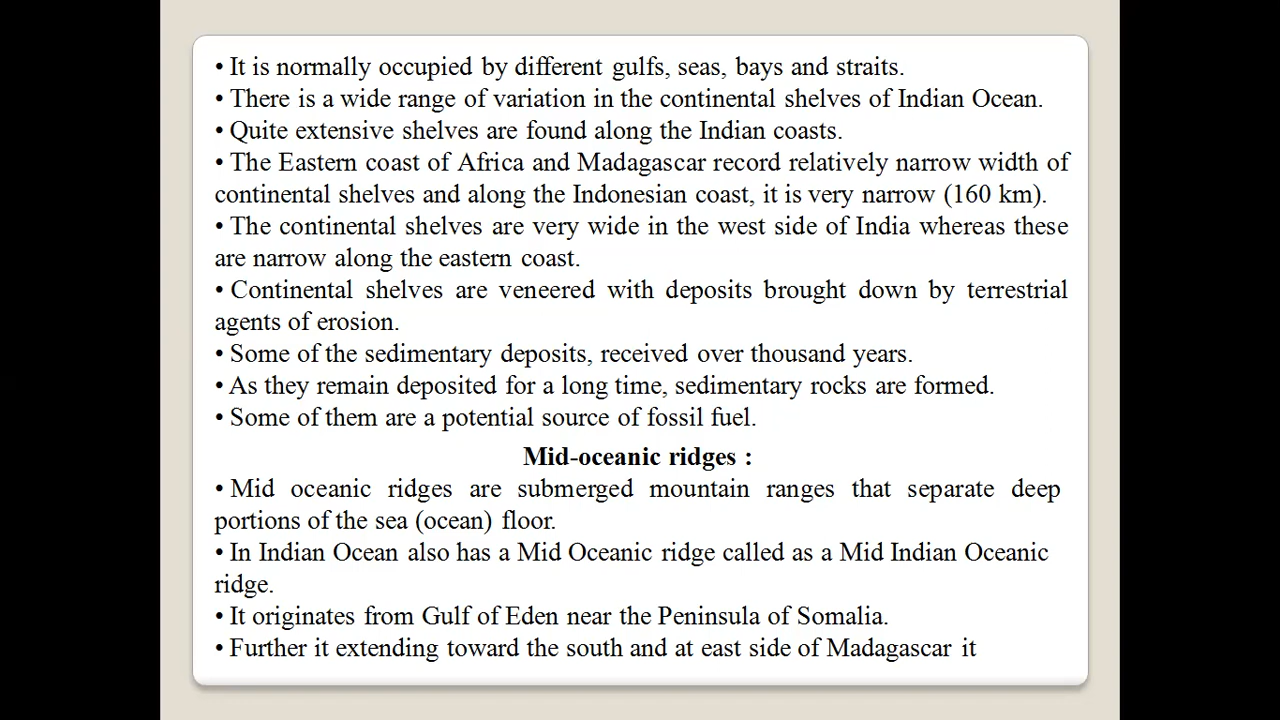 • It is normally occupied by different gulfs, seas, bays and straits.
• There is a wide range of variation in the continental shelves of Indian Ocean.
• Quite extensive shelves are found along the Indian coasts.
• The Eastern coast of Africa and Madagascar record relatively narrow width of
continental shelves and along the Indonesian coast, it is very narrow (160 km).
• The continental shelves are very wide in the west side of India whereas these
are narrow along the eastern coast.
• Continental shelves are veneered with deposits brought down by terrestrial
agents of erosion.
• Some of the sedimentary deposits, received over thousand years.
• As they remain deposited for a long time, sedimentary rocks are formed.
• Some of them are a potential source of fossil fuel.
Mid-oceanic ridges :
• Mid oceanic ridges are submerged mountain ranges that separate deep
portions of the sea (ocean) floor.
• In Indian Ocean also has a Mid Oceanic ridge called as a Mid Indian Oceanic
ridge.
• It originates from Gulf of Eden near the Peninsula of Somalia.
• Further it extending toward the south and at east side of Madagascar it